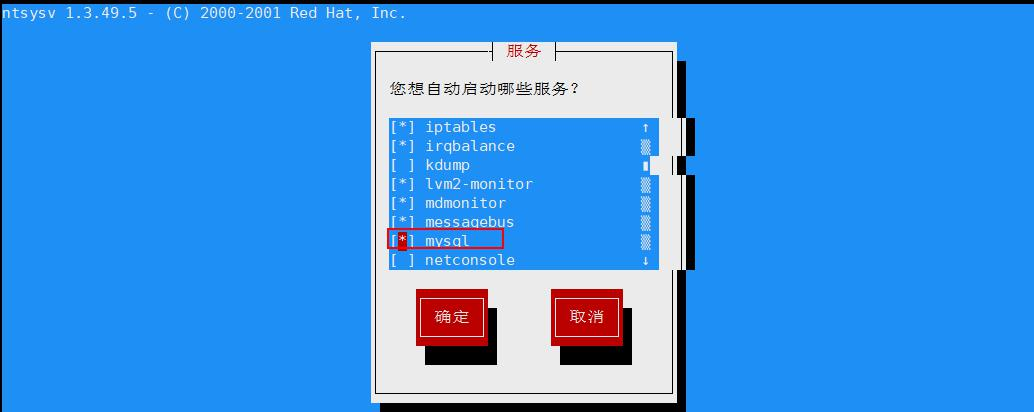 ntsysv 1.3.49.5 - (C) 2000-2001 Red Hat, Inc.
服务
您想自动启动哪些服务？
[*] iptables ↑
[*] irqbalance
[ ] kdump
[*] lvm2-monitor
[*] mdmonitor
[*] messagebus
[*] mysql
[ ] netconsole ↓
确定 取消